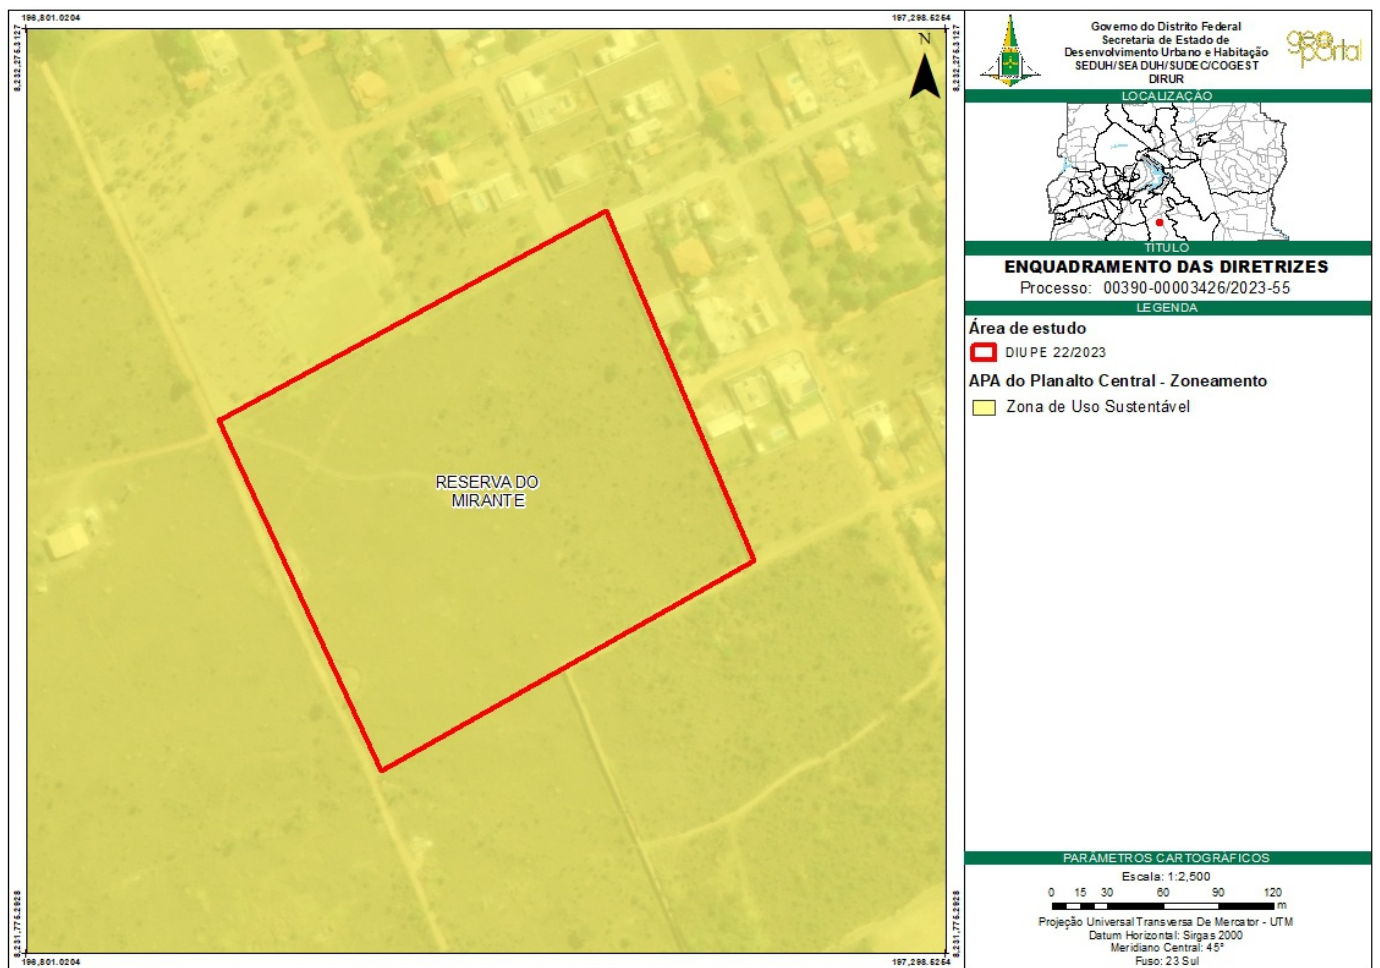 196,801.0204
197,298.5254
8,232,275.3127
8,232,275.3127
N
RESERVA DO
MIRANTE
8,231,775.2928
8,231,775.2928
196,801.0204
197,298.5254
Governo do Distrito Federal
Secretaria de Estado de
Desenvolvimento Urbano e Habitação
SEDUH/SEADUH/SUDEC/COGEST
DIRUR
geoportal
LOCALIZAÇÃO
TÍTULO
ENQUADRAMENTO DAS DIRETRIZES
Processo: 00390-00003426/2023-55
LEGENDA
Área de estudo
DIUPE 22/2023
APA do Planalto Central - Zoneamento
Zona de Uso Sustentável
PARÂMETROS CARTOGRÁFICOS
Escala: 1:2,500
0 15 30 60 90 120
m
Projeção Universal Transversa De Mercator - UTM
Datum Horizontal: Sirgas 2000
Meridiano Central: 45°
Fuso: 23 Sul